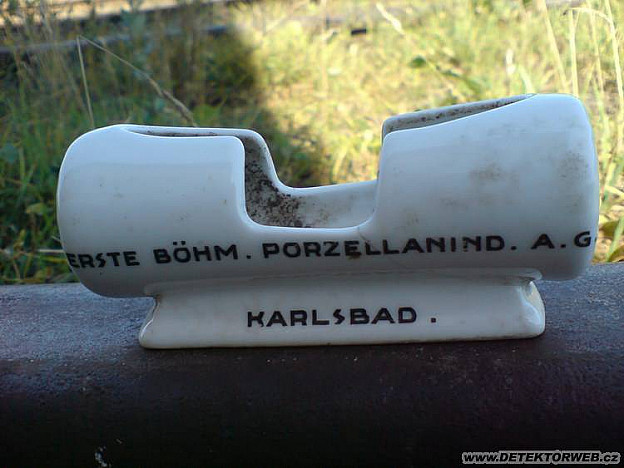 ERSTE BÖHM. PORZELLANIND. A.G
KARLSBAD.
www.DETEKTORWEB.cz